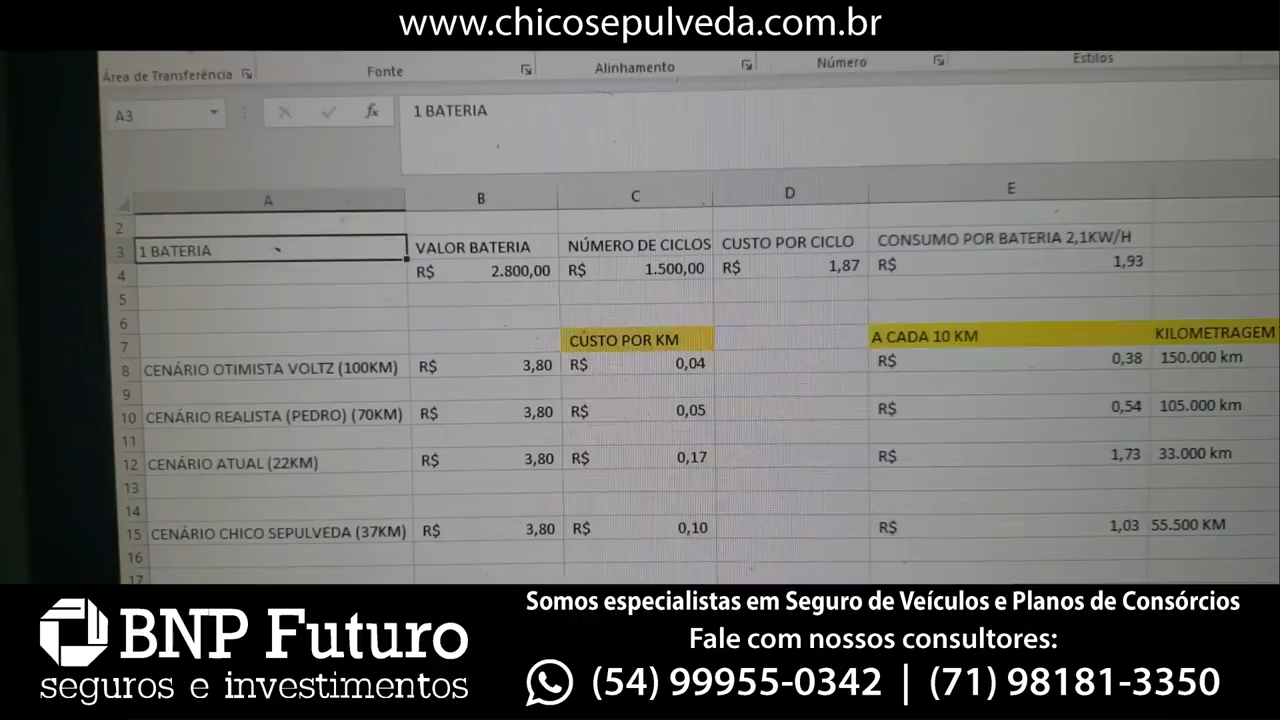 www.chicosepulveda.com.br
Área de Transferência Fonte Alinhamento Número Estilos
A3 fx 1 BATERIA
A B C D E
2
3 1 BATERIA VALOR BATERIA NÚMERO DE CICLOS CUSTO POR CICLO CONSUMO POR BATERIA 2,1KW/H
4 R$ 2.800,00 R$ 1.500,00 R$ 1,87 R$ 1,93
5
6
7 CUSTO POR KM A CADA 10 KM KILOMETRAGEM
8 CENÁRIO OTIMISTA VOLTZ (100KM) R$ 3,80 R$ 0,04 R$ 0,38 150.000 km
9
10 CENÁRIO REALISTA (PEDRO) (70KM) R$ 3,80 R$ 0,05 R$ 0,54 105.000 km
11
12 CENÁRIO ATUAL (22KM) R$ 3,80 R$ 0,17 R$ 1,73 33.000 km
13
14
15 CENÁRIO CHICO SEPULVEDA (37KM) R$ 3,80 R$ 0,10 R$ 1,03 55.500 KM
16
17
BNP Futuro
seguros e investimentos
Somos especialistas em Seguro de Veículos e Planos de Consórcios
Fale com nossos consultores:
(54) 99955-0342 | (71) 98181-3350